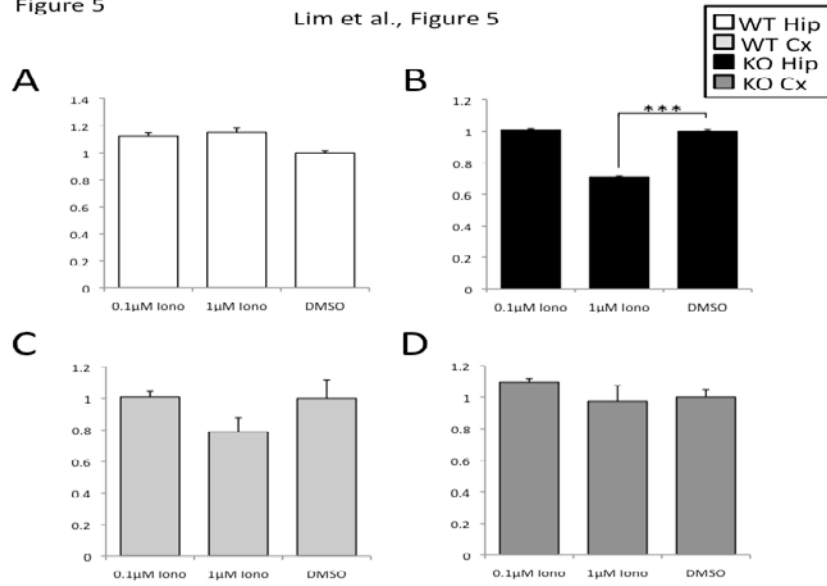 Figure 5
Lim et al., Figure 5
WT Hip
WT Cx
KO Hip
KO Cx
A
1.4
1.2
1
0.8
0.6
0.4
0.2
0
0.1µM Iono 1µM Iono DMSO
B
***
1.2
1
0.8
0.6
0.4
0.2
0
0.1µM Iono 1µM Iono DMSO
C
1.2
1
0.8
0.6
0.4
0.2
0
0.1µM Iono 1µM Iono DMSO
D
1.2
1
0.8
0.6
0.4
0.2
0
0.1µM Iono 1µM Iono DMSO